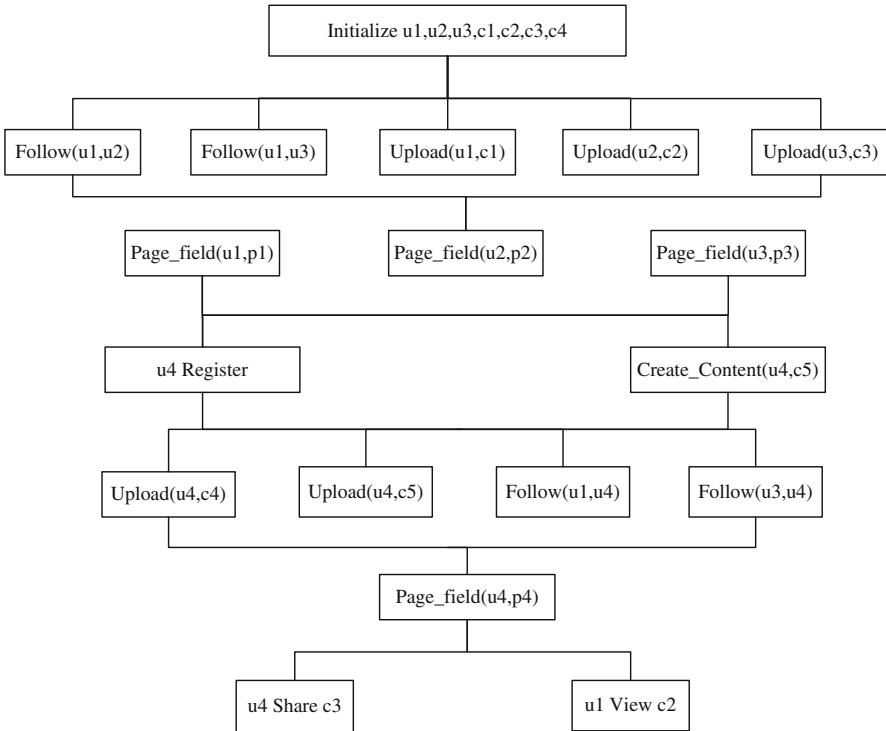 Initialize u1,u2,u3,c1,c2,c3,c4
Follow(u1,u2)
Follow(u1,u3)
Upload(u1,c1)
Upload(u2,c2)
Upload(u3,c3)
Page_field(u1,p1)
Page_field(u2,p2)
Page_field(u3,p3)
u4 Register
Create_Content(u4,c5)
Upload(u4,c4)
Upload(u4,c5)
Follow(u1,u4)
Follow(u3,u4)
Page_field(u4,p4)
u4 Share c3
u1 View c2